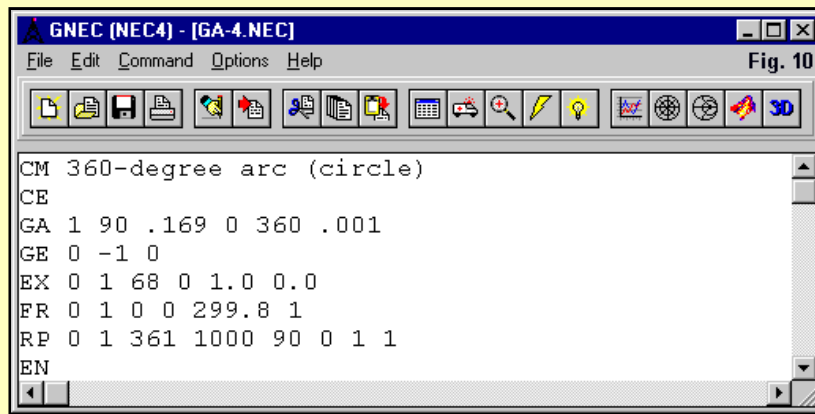 GNEC (NEC4) - [GA-4.NEC]
File Edit Command Options Help Fig. 10
3D
CM 360-degree arc (circle)
CE
GA 1 90 .169 0 360 .001
GE 0 -1 0
EX 0 1 68 0 1.0 0.0
FR 0 1 0 0 299.8 1
RP 0 1 361 1000 90 0 1 1
EN